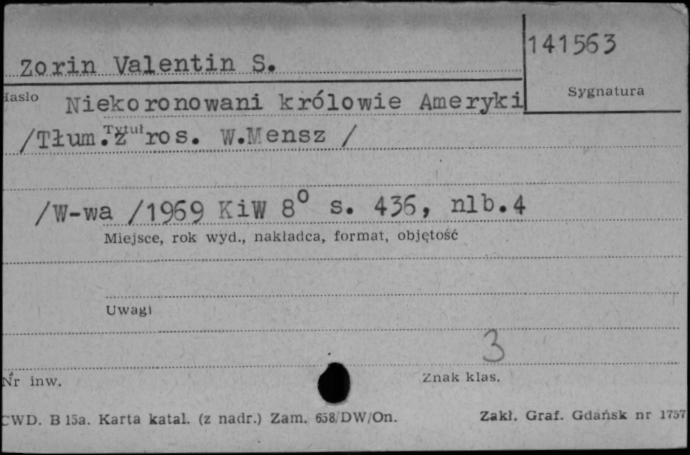 141563
Zorin Valentin S.
Sygnatura
Hasło
Niekoronowani królowie Ameryki
Tytuł
/Tłum. z ros. W.Mensz /
/W-wa /1969 KiW 8° s. 436, nlb.4
Miejsce, rok wyd., nakładca, format, objętość
Uwagi
3
Nr inw.
Znak klas.
CWD. B 15a. Karta katal. (z nadr.) Zam. 658/DW/On.
Zakł. Graf. Gdańsk nr 1757